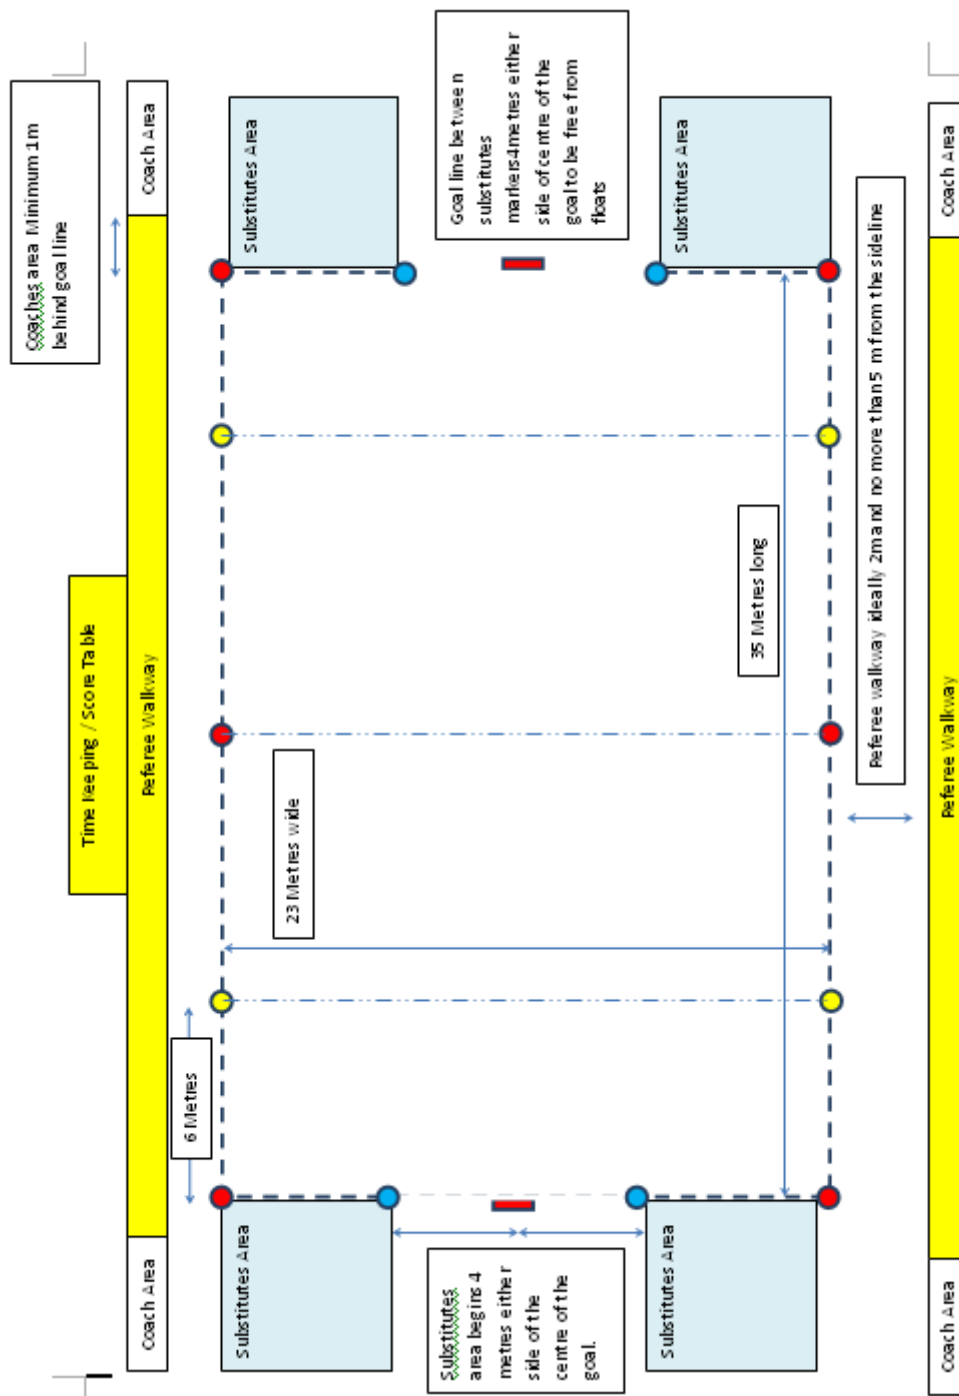 Coaches area Minimum 1m
behind goal line
Coach Area
Referee Walkway
Coach Area
Time Keeping / Score Table
Substitutes Area
Goal line between
substitutes
markers4metres either
side of centre of the
goal to be free from
floats
Substitutes Area
6 Metres
23 Metres wide
35 Metres long
Substitutes Area
Substitutes
area begins 4
metres either
side of the
centre of the
goal.
Substitutes Area
Referee walkway ideally 2m and no more than 5 m from the sideline
Coach Area
Referee Walkway
Coach Area